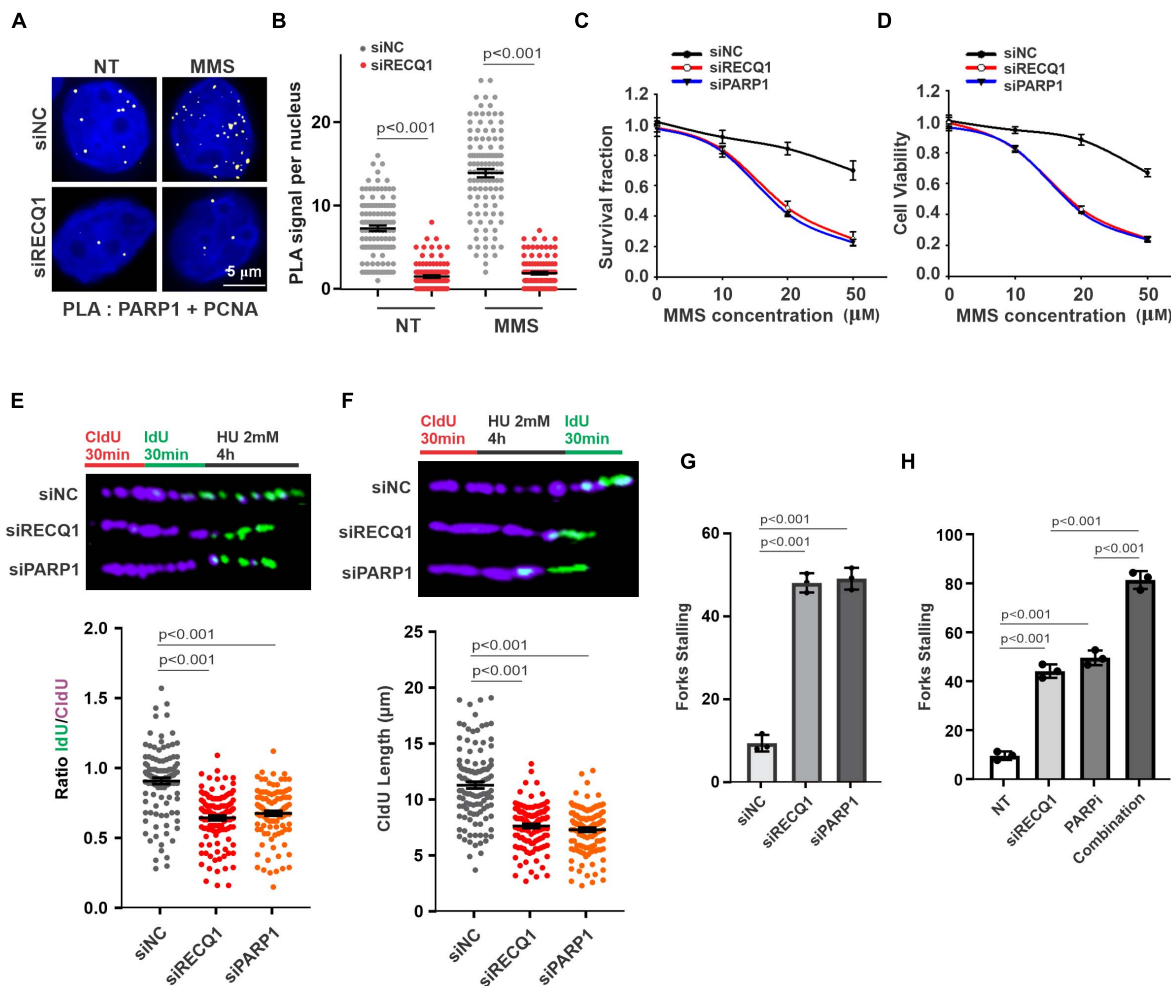 A
NT
MMS
siNC
siRECQ1
5 µm
PLA : PARP1 + PCNA
B
siNC
siRECQ1
PLA signal per nucleus
20
10
0
p<0.001
p<0.001
NT
MMS
C
siNC
siRECQ1
siPARP1
Survival fraction
1.2
1.0
0.8
0.6
0.4
0.2
1.0
0
10
20
50
MMS concentration (µM)
D
siNC
siRECQ1
siPARP1
Cell Viability
1.2
1.0
0.8
0.6
0.4
0.2
1.0
0
10
20
50
MMS concentration (µM)
E
CldU
30min
IdU
30min
HU 2mM
4h
siNC
siRECQ1
siPARP1
Ratio IdU/CldU
2.0
1.5
1.0
0.5
0.0
p<0.001
p<0.001
siNC
siRECQ1
siPARP1
F
CldU
30min
HU 2mM
4h
IdU
30min
siNC
siRECQ1
siPARP1
CldU Length (µm)
25
20
15
10
5
0
p<0.001
p<0.001
siNC
siRECQ1
siPARP1
G
Forks Stalling
60
40
20
0
p<0.001
p<0.001
siNC
siRECQ1
siPARP1
H
Forks Stalling
100
80
60
40
20
0
p<0.001
p<0.001
p<0.001
p<0.001
NT
siRECQ1
PARPi
Combination